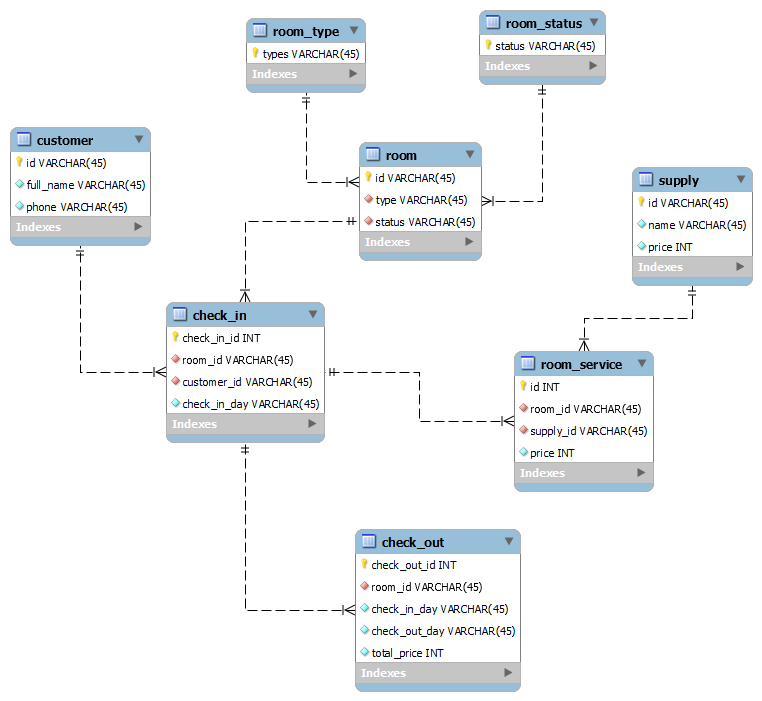 room_type
types VARCHAR(45)
Indexes
room_status
status VARCHAR(45)
Indexes
customer
id VARCHAR(45)
full_name VARCHAR(45)
phone VARCHAR(45)
Indexes
room
id VARCHAR(45)
type VARCHAR(45)
status VARCHAR(45)
Indexes
supply
id VARCHAR(45)
name VARCHAR(45)
price INT
Indexes
check_in
check_in_id INT
room_id VARCHAR(45)
customer_id VARCHAR(45)
check_in_day VARCHAR(45)
Indexes
room_service
id INT
room_id VARCHAR(45)
supply_id VARCHAR(45)
price INT
Indexes
check_out
check_out_id INT
room_id VARCHAR(45)
check_in_day VARCHAR(45)
check_out_day VARCHAR(45)
total_price INT
Indexes